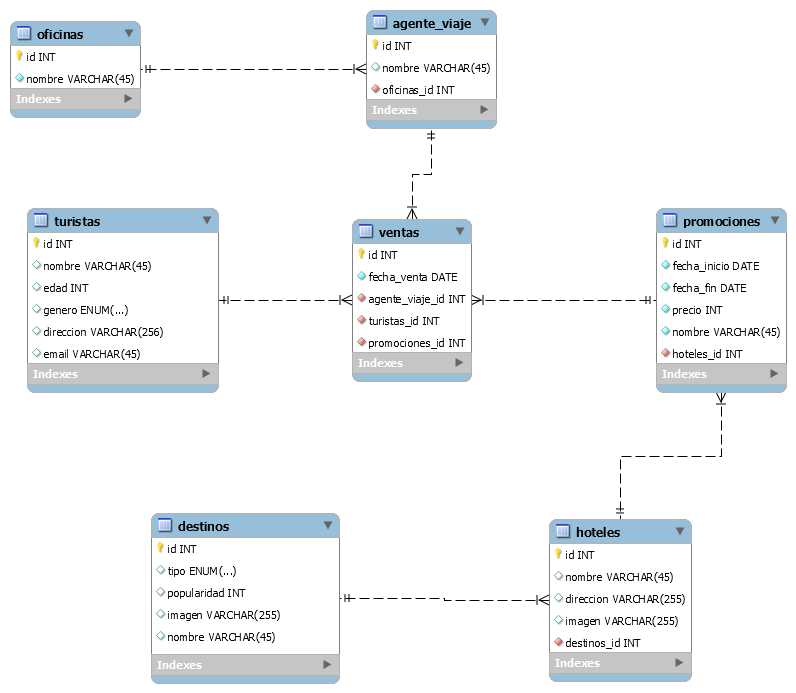 oficinas
id INT
nombre VARCHAR(45)
Indexes
agente_viaje
id INT
nombre VARCHAR(45)
oficinas_id INT
Indexes
turistas
id INT
nombre VARCHAR(45)
edad INT
genero ENUM(...)
direccion VARCHAR(256)
email VARCHAR(45)
Indexes
ventas
id INT
fecha_venta DATE
agente_viaje_id INT
turistas_id INT
promociones_id INT
Indexes
promociones
id INT
fecha_inicio DATE
fecha_fin DATE
precio INT
nombre VARCHAR(45)
hoteles_id INT
Indexes
destinos
id INT
tipo ENUM(...)
popularidad INT
imagen VARCHAR(255)
nombre VARCHAR(45)
Indexes
hoteles
id INT
nombre VARCHAR(45)
direccion VARCHAR(255)
imagen VARCHAR(255)
destinos_id INT
Indexes